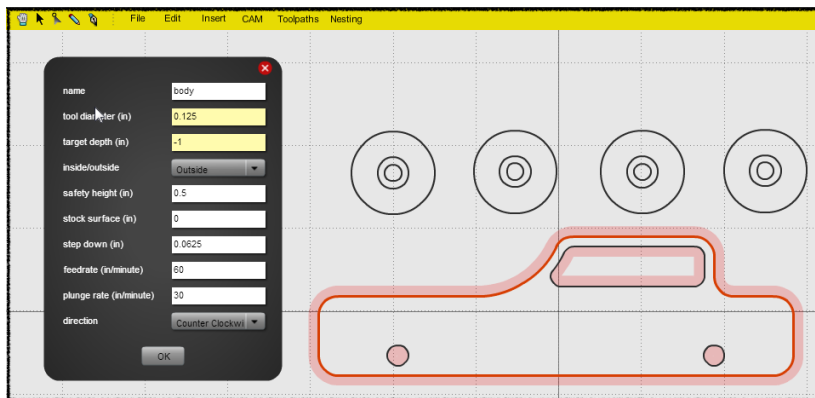 File Edit Insert CAM Toolpaths Nesting
name body
tool diameter (in) 0.125
target depth (in) -1
inside/outside Outside
safety height (in) 0.5
stock surface (in) 0
step down (in) 0.0625
feedrate (in/minute) 60
plunge rate (in/minute) 30
direction Counter Clockwi
OK